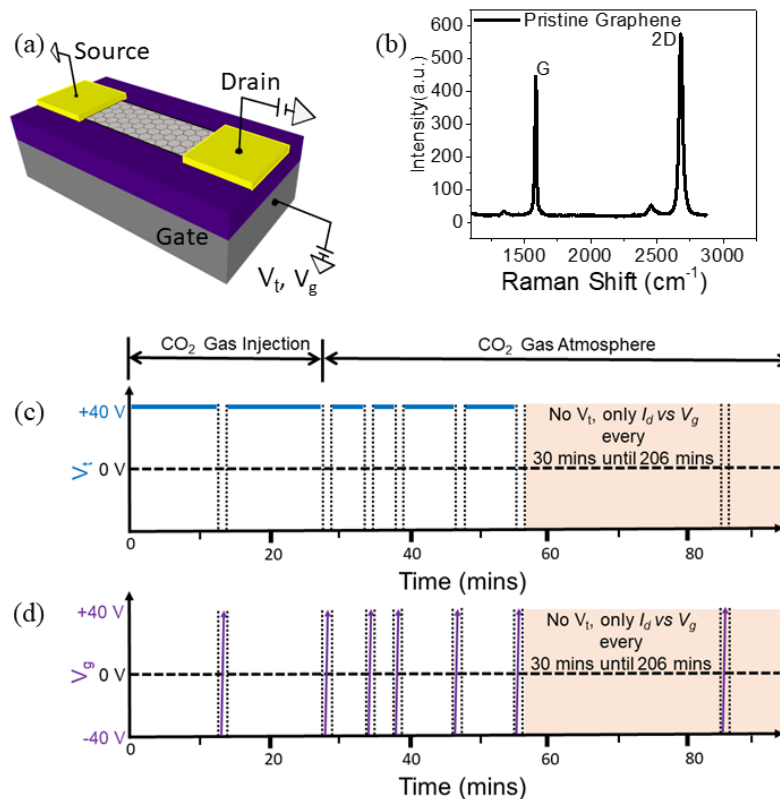 (a)
Source
Drain
Gate
Vt, Vg
(b)
Pristine Graphene
G
2D
Intensity(a.u.)
600
500
400
300
200
100
0
1500 2000 2500 3000
Raman Shift (cm-1)
CO2 Gas Injection
CO2 Gas Atmosphere
(c)
+40 V
0 V
Vt
No Vt, only Id vs Vg
every
30 mins until 206 mins
0 20 40 60 80
Time (mins)
(d)
+40 V
0 V
-40 V
Vg
No Vt, only Id vs Vg
every
30 mins until 206 mins
0 20 40 60 80
Time (mins)